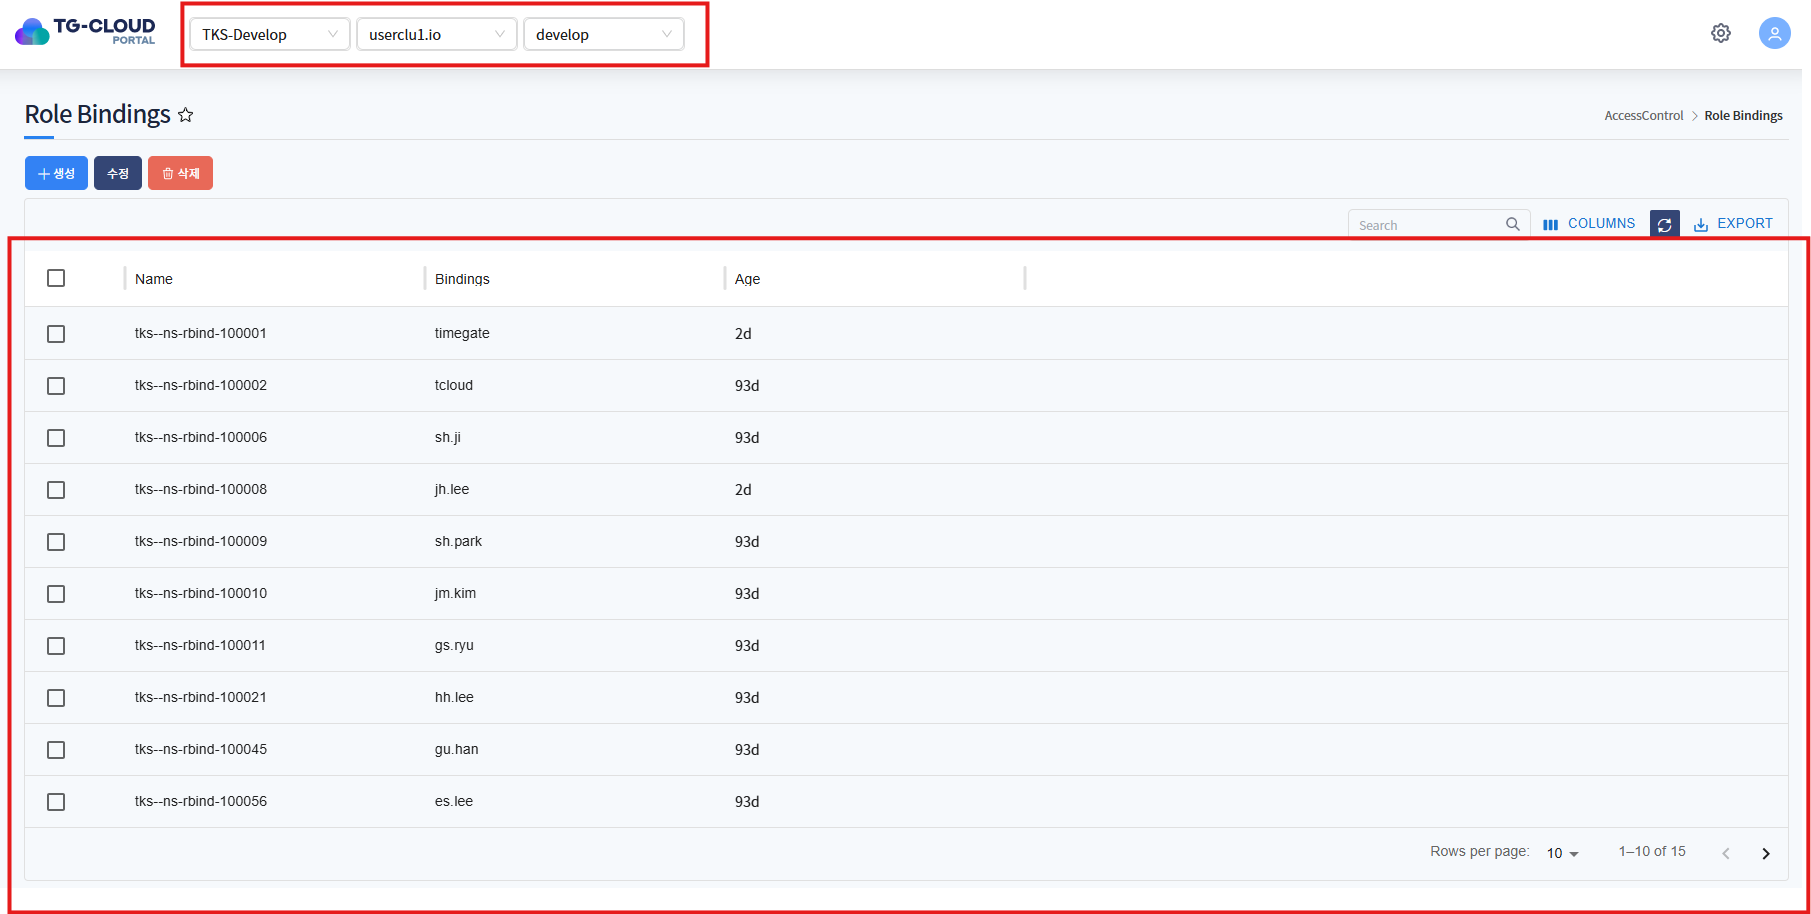 TG-CLOUD
PORTAL
TKS-Develop userclu1.io develop
Role Bindings
AccessControl > Role Bindings
생성 수정 삭제
Search COLUMNS EXPORT
Name Bindings Age
tks--ns-rbind-100001 timegate 2d
tks--ns-rbind-100002 tcloud 93d
tks--ns-rbind-100006 sh.ji 93d
tks--ns-rbind-100008 jh.lee 2d
tks--ns-rbind-100009 sh.park 93d
tks--ns-rbind-100010 jm.kim 93d
tks--ns-rbind-100011 gs.ryu 93d
tks--ns-rbind-100021 hh.lee 93d
tks--ns-rbind-100045 gu.han 93d
tks--ns-rbind-100056 es.lee 93d
Rows per page: 10 1–10 of 15